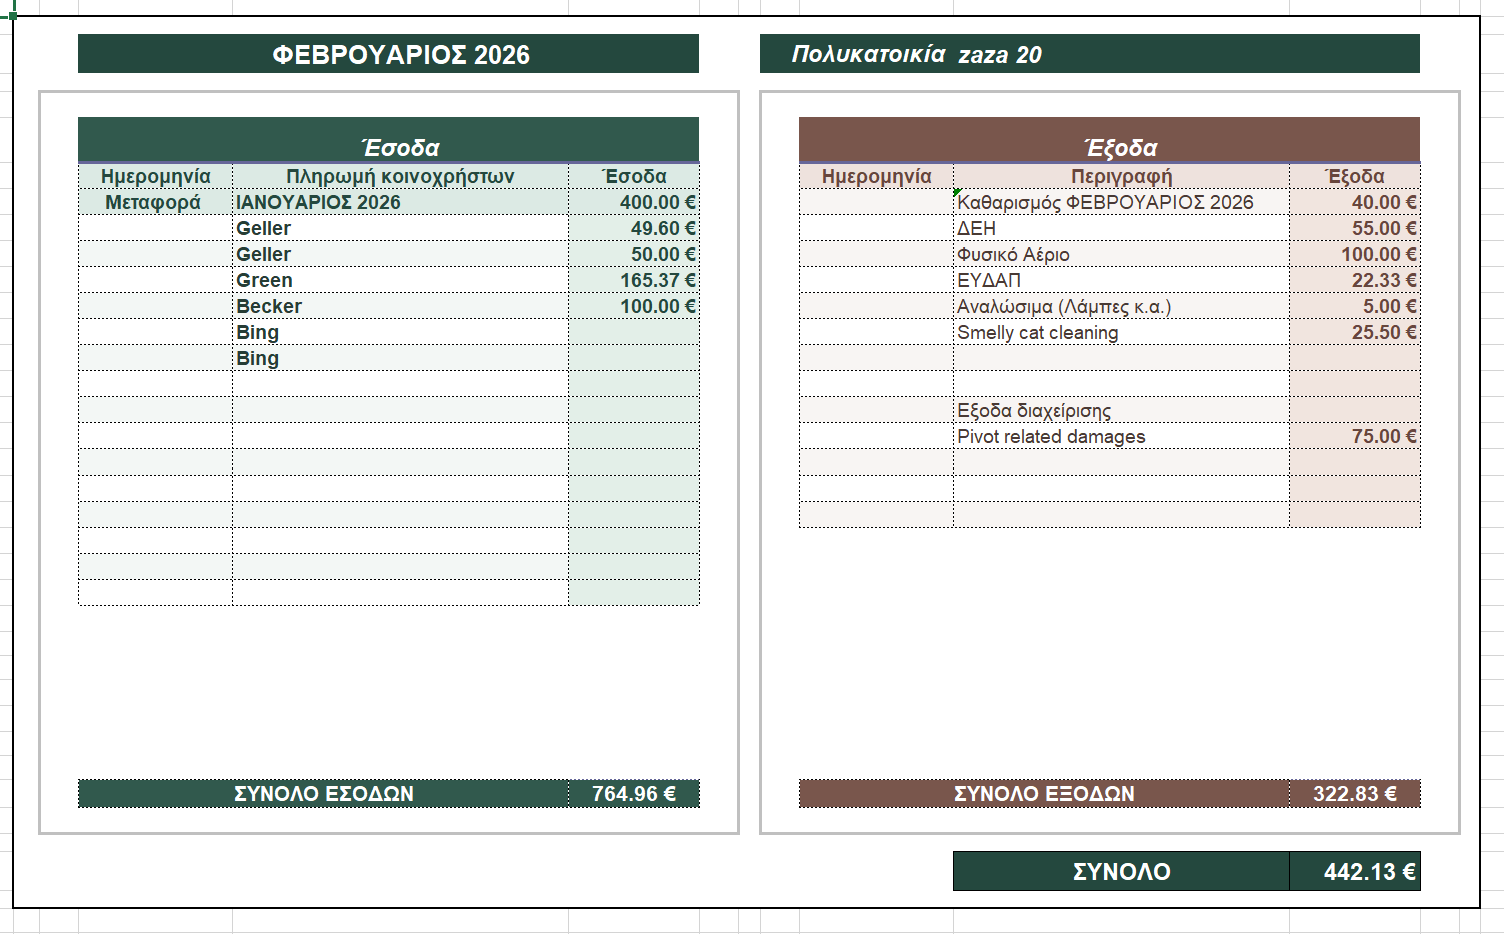 ΦΕΒΡΟΥΑΡΙΟΣ 2026
Πολυκατοικία zaza 20
Έσοδα
Ημερομηνία Πληρωμή κοινοχρήστων Έσοδα
Μεταφορά ΙΑΝΟΥΑΡΙΟΣ 2026 400.00 €
Geller 49.60 €
Geller 50.00 €
Green 165.37 €
Becker 100.00 €
Bing
Bing
ΣΥΝΟΛΟ ΕΣΟΔΩΝ 764.96 €
Έξοδα
Ημερομηνία Περιγραφή Έξοδα
Καθαρισμός ΦΕΒΡΟΥΑΡΙΟΣ 2026 40.00 €
ΔΕΗ 55.00 €
Φυσικό Αέριο 100.00 €
ΕΥΔΑΠ 22.33 €
Αναλώσιμα (Λάμπες κ.α.) 5.00 €
Smelly cat cleaning 25.50 €
Εξοδα διαχείρισης
Pivot related damages 75.00 €
ΣΥΝΟΛΟ ΕΞΟΔΩΝ 322.83 €
ΣΥΝΟΛΟ 442.13 €